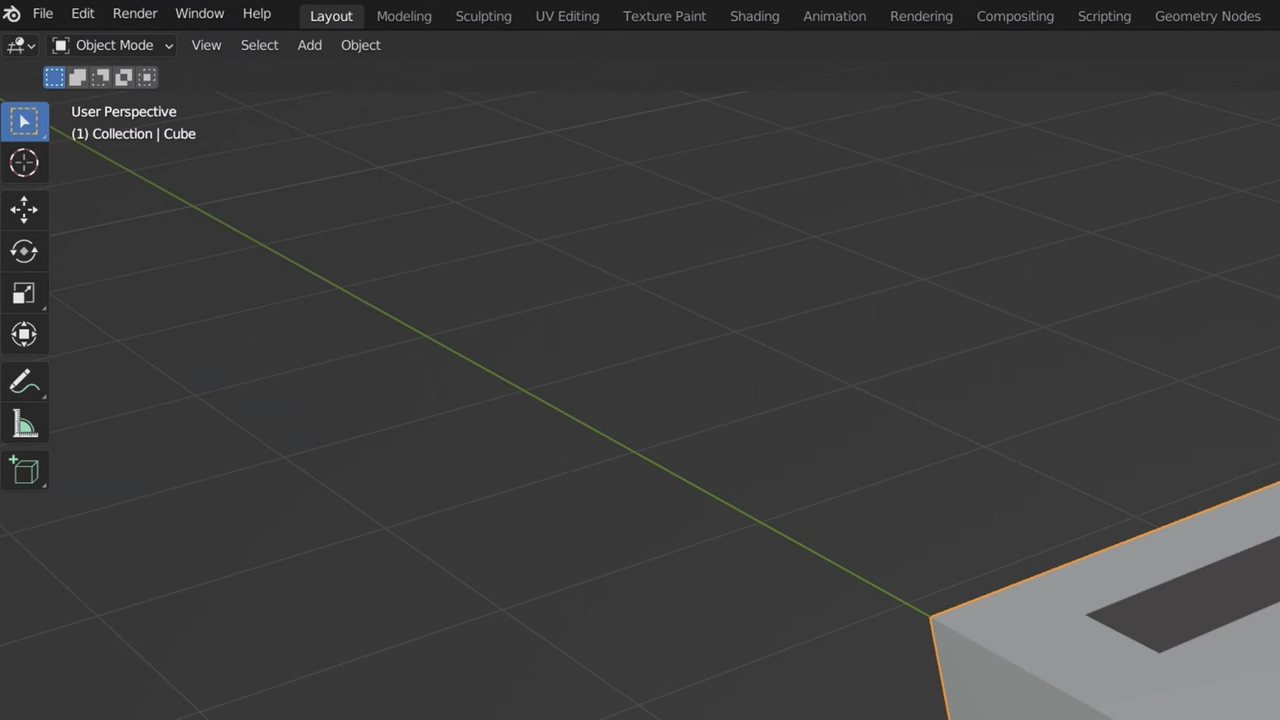 File Edit Render Window Help Layout Modeling Sculpting UV Editing Texture Paint Shading Animation Rendering Compositing Scripting Geometry Nodes
Object Mode View Select Add Object
User Perspective
(1) Collection | Cube